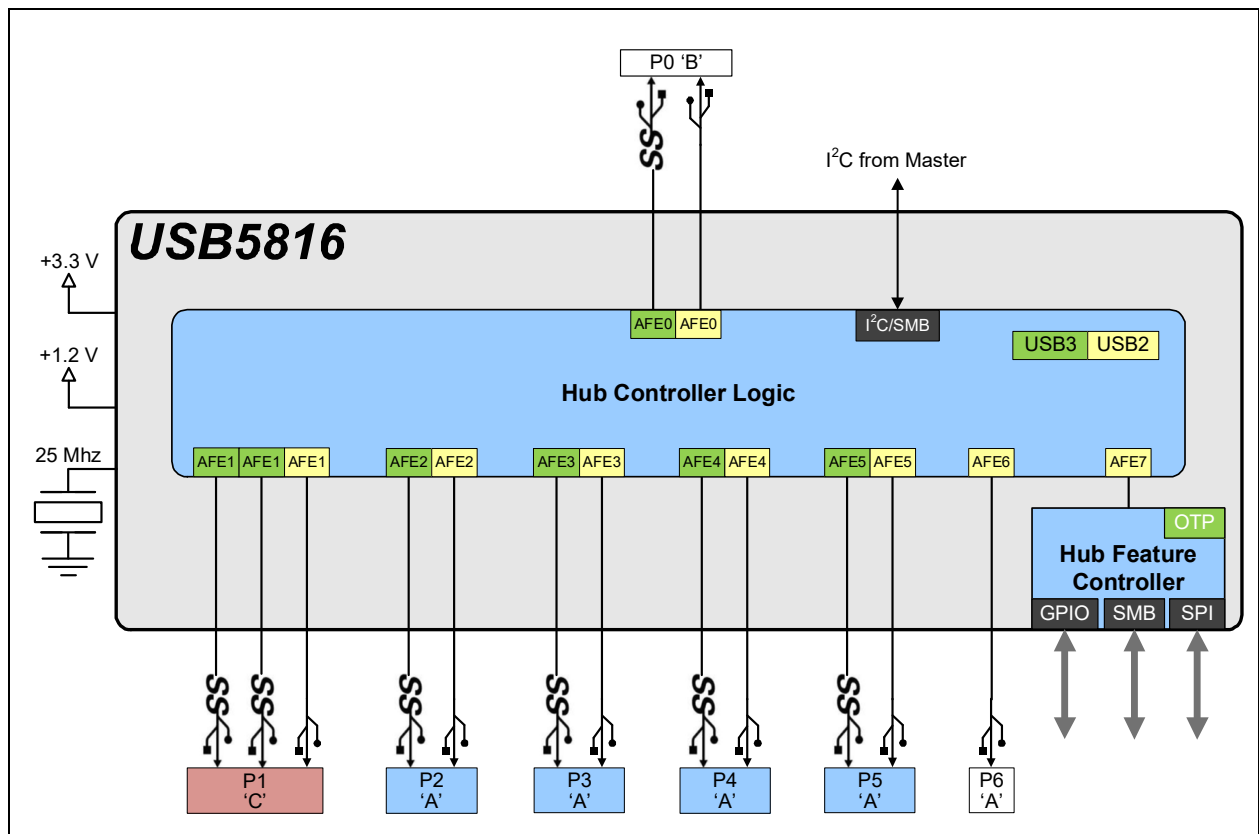 P0 ‘B’
SS
I²C from Master
USB5816
+3.3 V
AFE0 AFE0
I²C/SMB
USB3 USB2
+1.2 V
Hub Controller Logic
25 Mhz
AFE1 AFE1 AFE1
AFE2 AFE2
AFE3 AFE3
AFE4 AFE4
AFE5 AFE5
AFE6
AFE7
OTP
Hub Feature
Controller
GPIO SMB SPI
SS SS SS SS SS SS
P1
‘C’
P2
‘A’
P3
‘A’
P4
‘A’
P5
‘A’
P6
‘A’